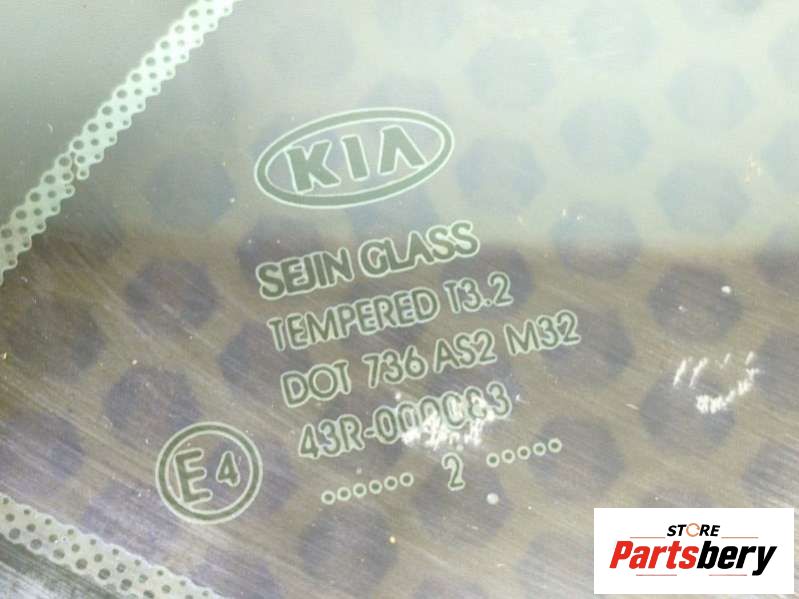 KIA
SEJIN GLASS
TEMPERED T3.2
DOT 736 AS2 M32
43R-000083
E4
...... 2 .....
STORE
Partsbery